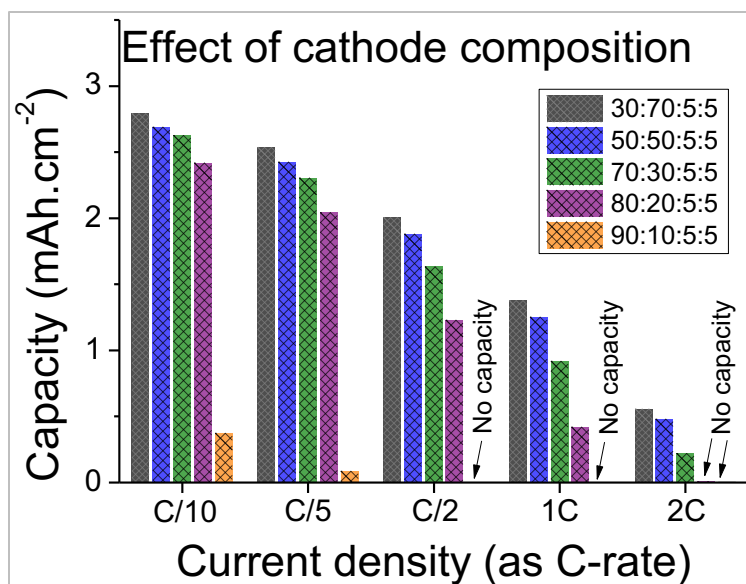 Effect of cathode composition
Capacity (mAh.cm⁻²)
3
2
1
0
30:70:5:5
50:50:5:5
70:30:5:5
80:20:5:5
90:10:5:5
No capacity
No capacity
No capacity
C/10 C/5 C/2 1C 2C
Current density (as C-rate)